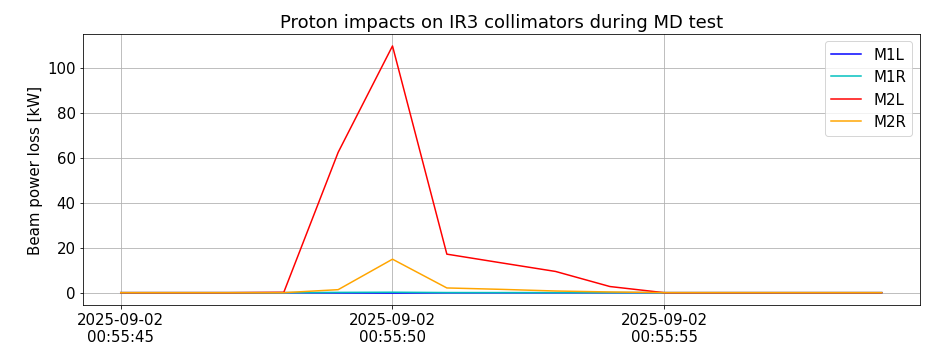 Proton impacts on IR3 collimators during MD test
Beam power loss [kW]
100
80
60
40
20
0
2025-09-02
00:55:45
2025-09-02
00:55:50
2025-09-02
00:55:55
M1L
M1R
M2L
M2R